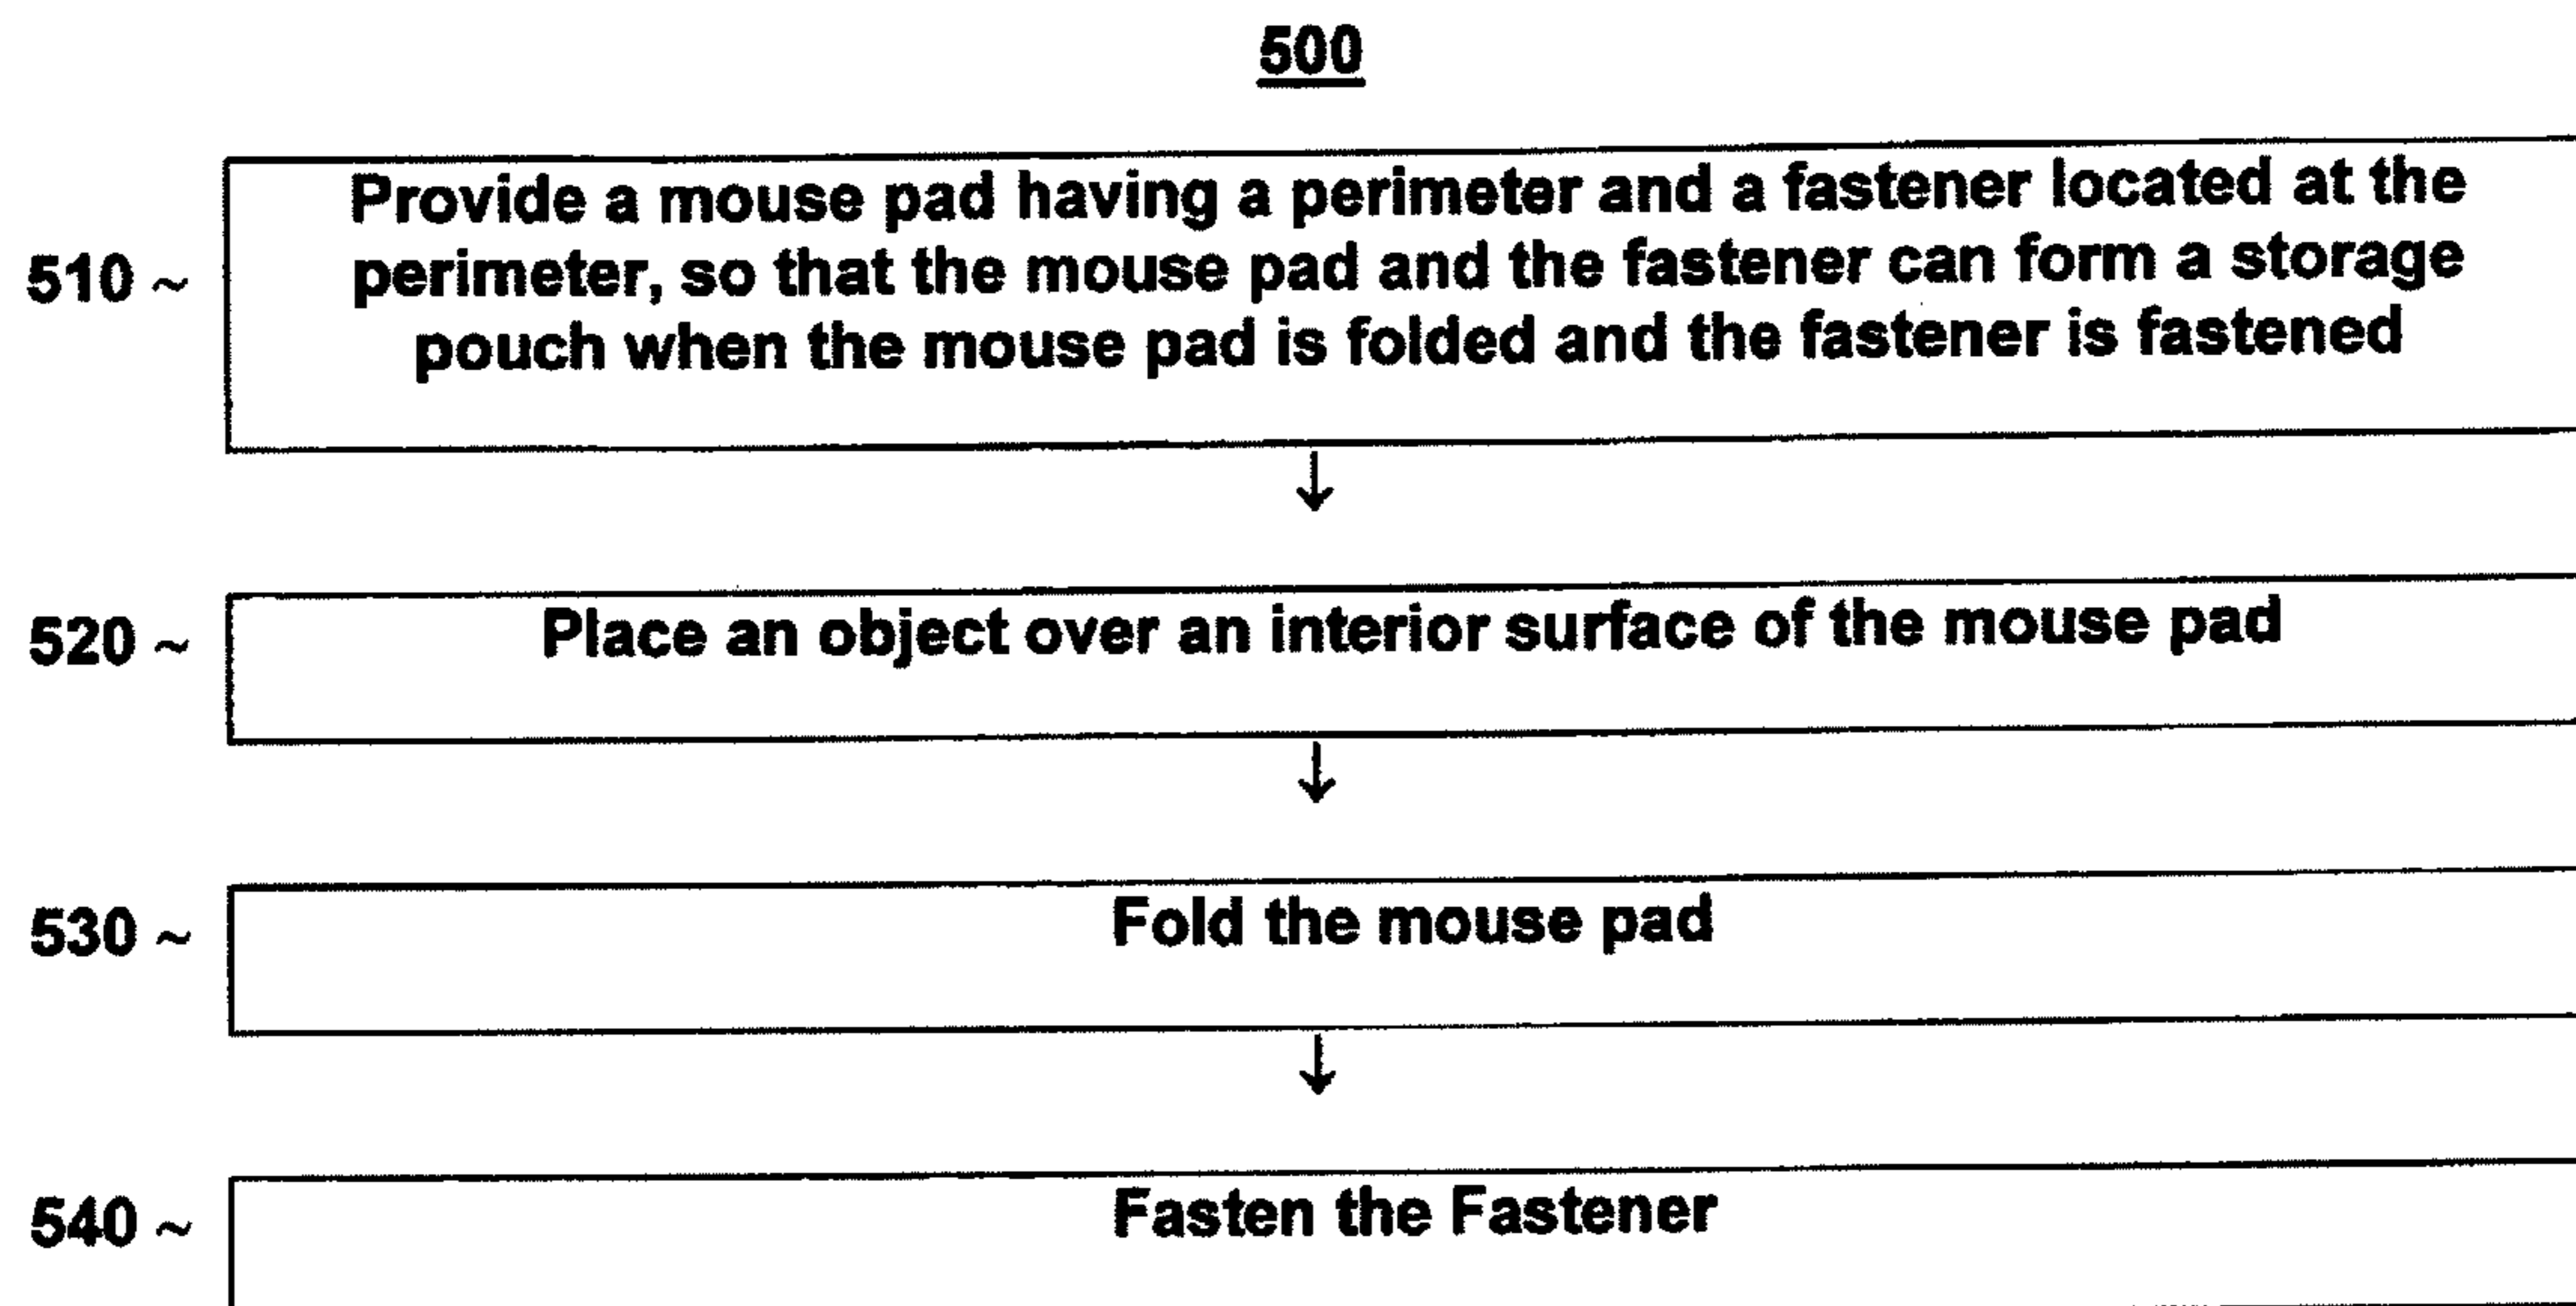 500
Provide a mouse pad having a perimeter and a fastener located at the
510 ~ perimeter, so that the mouse pad and the fastener can form a storage
pouch when the mouse pad is folded and the fastener is fastened
520 ~ Place an object over an interior surface of the mouse pad
530 ~ Fold the mouse pad
540 ~ Fasten the Fastener